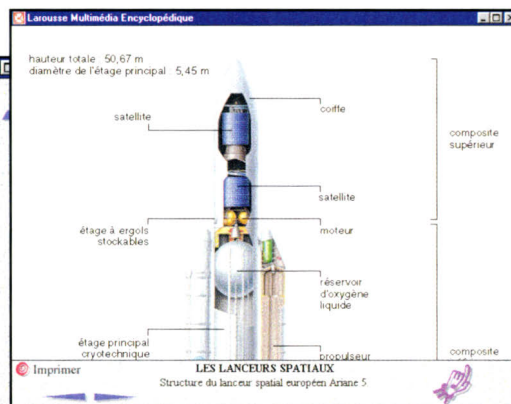 Larousse Multimédia Encyclopédique
hauteur totale : 50,67 m
diamètre de l'étage principal : 5,45 m
coiffe
satellite
composite
supérieur
satellite
étage à ergols
stockables
moteur
réservoir
d'oxygène
liquide
étage principal
cryotechnique
propulseur
composite
Imprimer
LES LANCEURS SPATIAUX
Structure du lanceur spatial européen Ariane 5